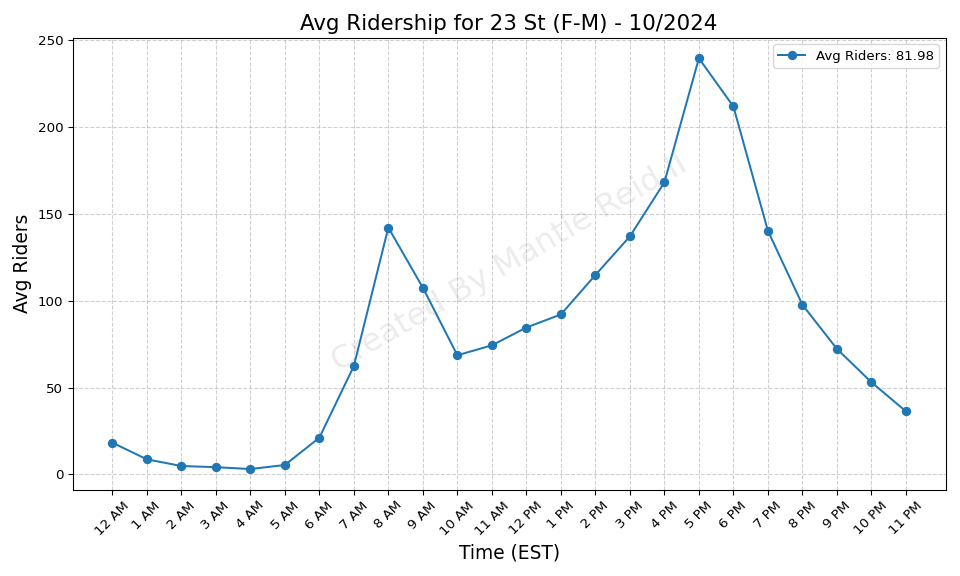 Avg Ridership for 23 St (F-M) - 10/2024
Avg Riders: 81.98
250
200
150
100
50
0
Avg Riders
Created By Mantle Reid II
12 AM
1 AM
2 AM
3 AM
4 AM
5 AM
6 AM
7 AM
8 AM
9 AM
10 AM
11 AM
12 PM
1 PM
2 PM
3 PM
4 PM
5 PM
6 PM
7 PM
8 PM
9 PM
10 PM
11 PM
Time (EST)